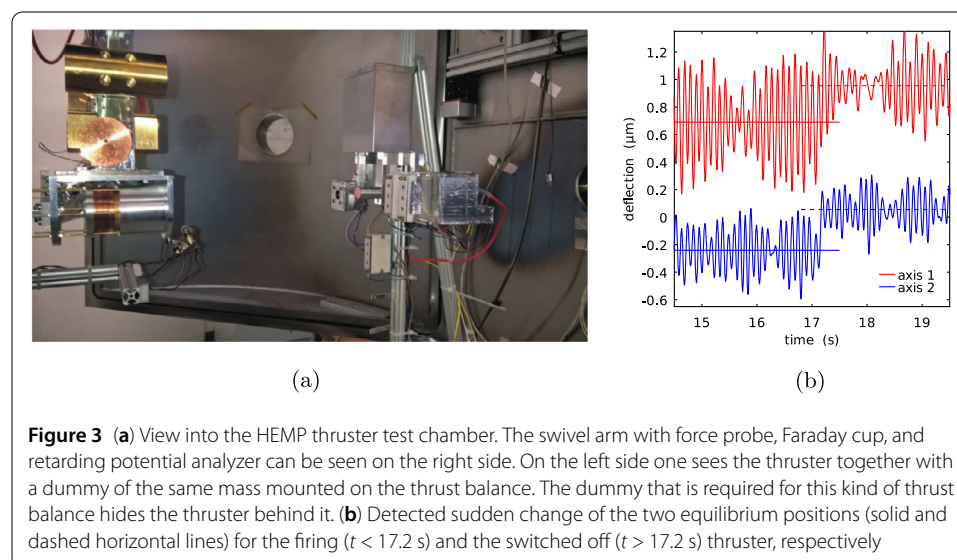 1.2
1
0.8
0.6
0.4
0.2
0
-0.2
-0.4
-0.6
deflection (μm)
axis 1
axis 2
15 16 17 18 19
time (s)
(a) (b)
Figure 3 (a) View into the HEMP thruster test chamber. The swivel arm with force probe, Faraday cup, and
retarding potential analyzer can be seen on the right side. On the left side one sees the thruster together with
a dummy of the same mass mounted on the thrust balance. The dummy that is required for this kind of thrust
balance hides the thruster behind it. (b) Detected sudden change of the two equilibrium positions (solid and
dashed horizontal lines) for the firing (t < 17.2 s) and the switched off (t > 17.2 s) thruster, respectively